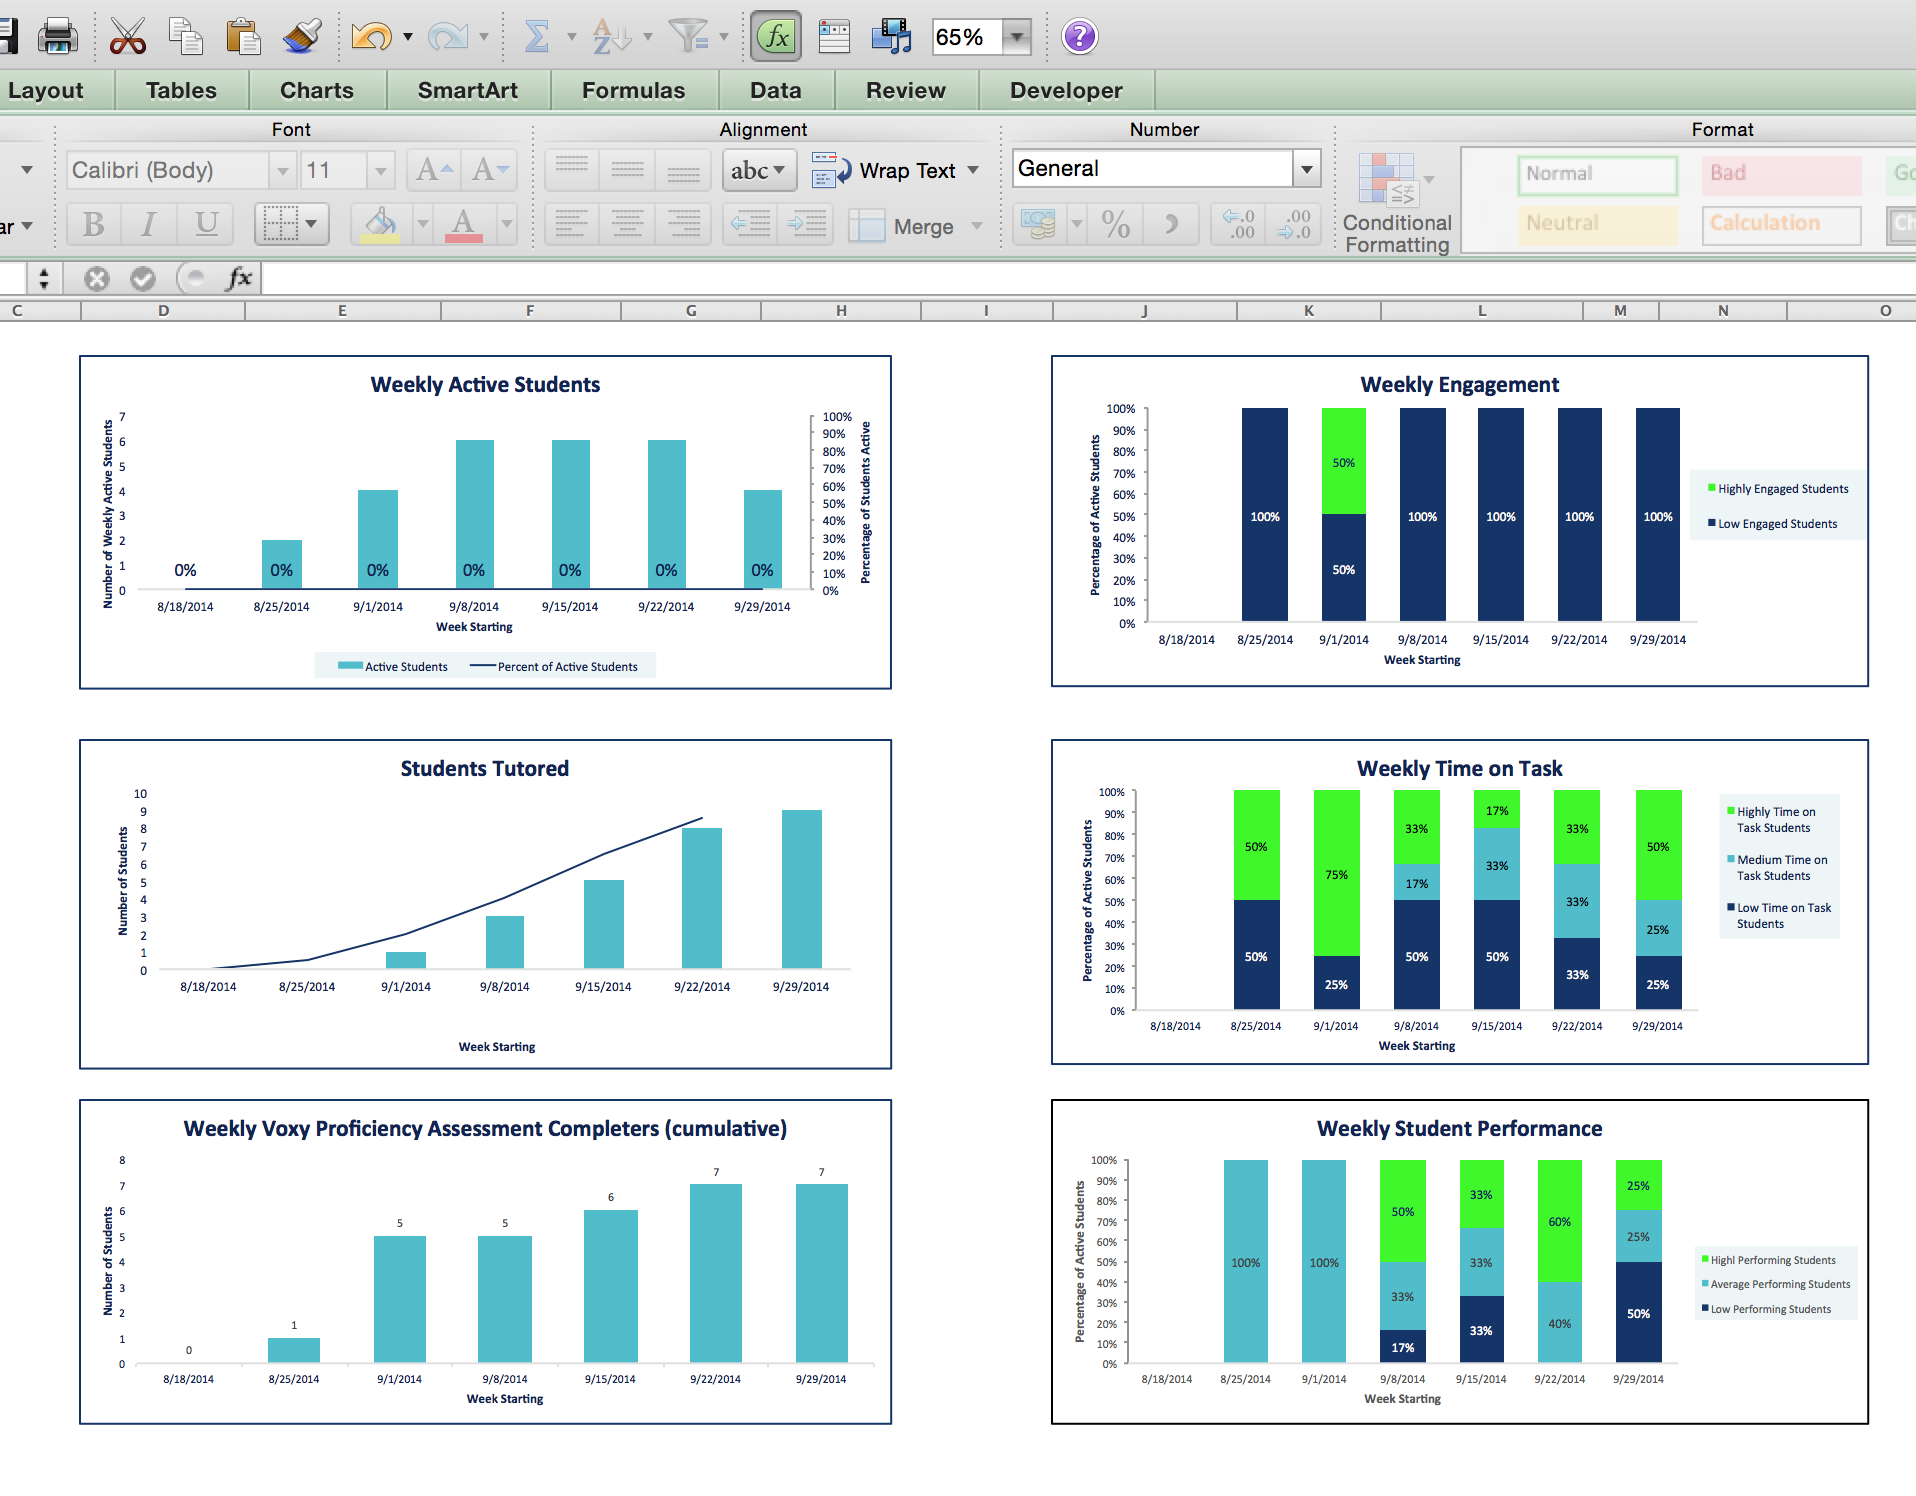 65%
Layout Tables Charts SmartArt Formulas Data Review Developer
Font Alignment Number Format
Calibri (Body) 11 A A abc Wrap Text General Normal Bad
B I U A Merge % Conditional Formatting Neutral Calculation
fx
C D E F G H I J K L M N O
Weekly Active Students
Number of Weekly Active Students
7
6
5
4
3
2
1
0
0% 0% 0% 0% 0% 0% 0%
100%
90%
80%
70%
60%
50%
40%
30%
20%
10%
0%
Percentage of Students Active
8/18/2014 8/25/2014 9/1/2014 9/8/2014 9/15/2014 9/22/2014 9/29/2014
Week Starting
Active Students Percent of Active Students
Weekly Engagement
Percentage of Active Students
100%
90%
80%
70%
60%
50%
40%
30%
20%
10%
0%
50%
100% 100% 100% 100% 100%
50%
8/18/2014 8/25/2014 9/1/2014 9/8/2014 9/15/2014 9/22/2014 9/29/2014
Week Starting
Highly Engaged Students
Low Engaged Students
Students Tutored
Number of Students
10
9
8
7
6
5
4
3
2
1
0
8/18/2014 8/25/2014 9/1/2014 9/8/2014 9/15/2014 9/22/2014 9/29/2014
Week Starting
Weekly Time on Task
Percentage of Active Students
100%
90%
80%
70%
60%
50%
40%
30%
20%
10%
0%
50% 75% 33% 17% 33% 50%
17% 33% 33% 25%
50% 25% 50% 50% 33% 25%
8/18/2014 8/25/2014 9/1/2014 9/8/2014 9/15/2014 9/22/2014 9/29/2014
Week Starting
Highly Time on
Task Students
Medium Time on
Task Students
Low Time on Task
Students
Weekly Voxy Proficiency Assessment Completers (cumulative)
Number of Students
8
7
6
5
4
3
2
1
0
0 1 5 5 6 7 7
8/18/2014 8/25/2014 9/1/2014 9/8/2014 9/15/2014 9/22/2014 9/29/2014
Week Starting
Weekly Student Performance
Percentage of Active Students
100%
90%
80%
70%
60%
50%
40%
30%
20%
10%
0%
50% 33% 60% 25%
100% 100% 33% 33% 40% 25%
17% 33% 50%
8/18/2014 8/25/2014 9/1/2014 9/8/2014 9/15/2014 9/22/2014 9/29/2014
Week Starting
Highl Performing Students
Average Performing Students
Low Performing Students